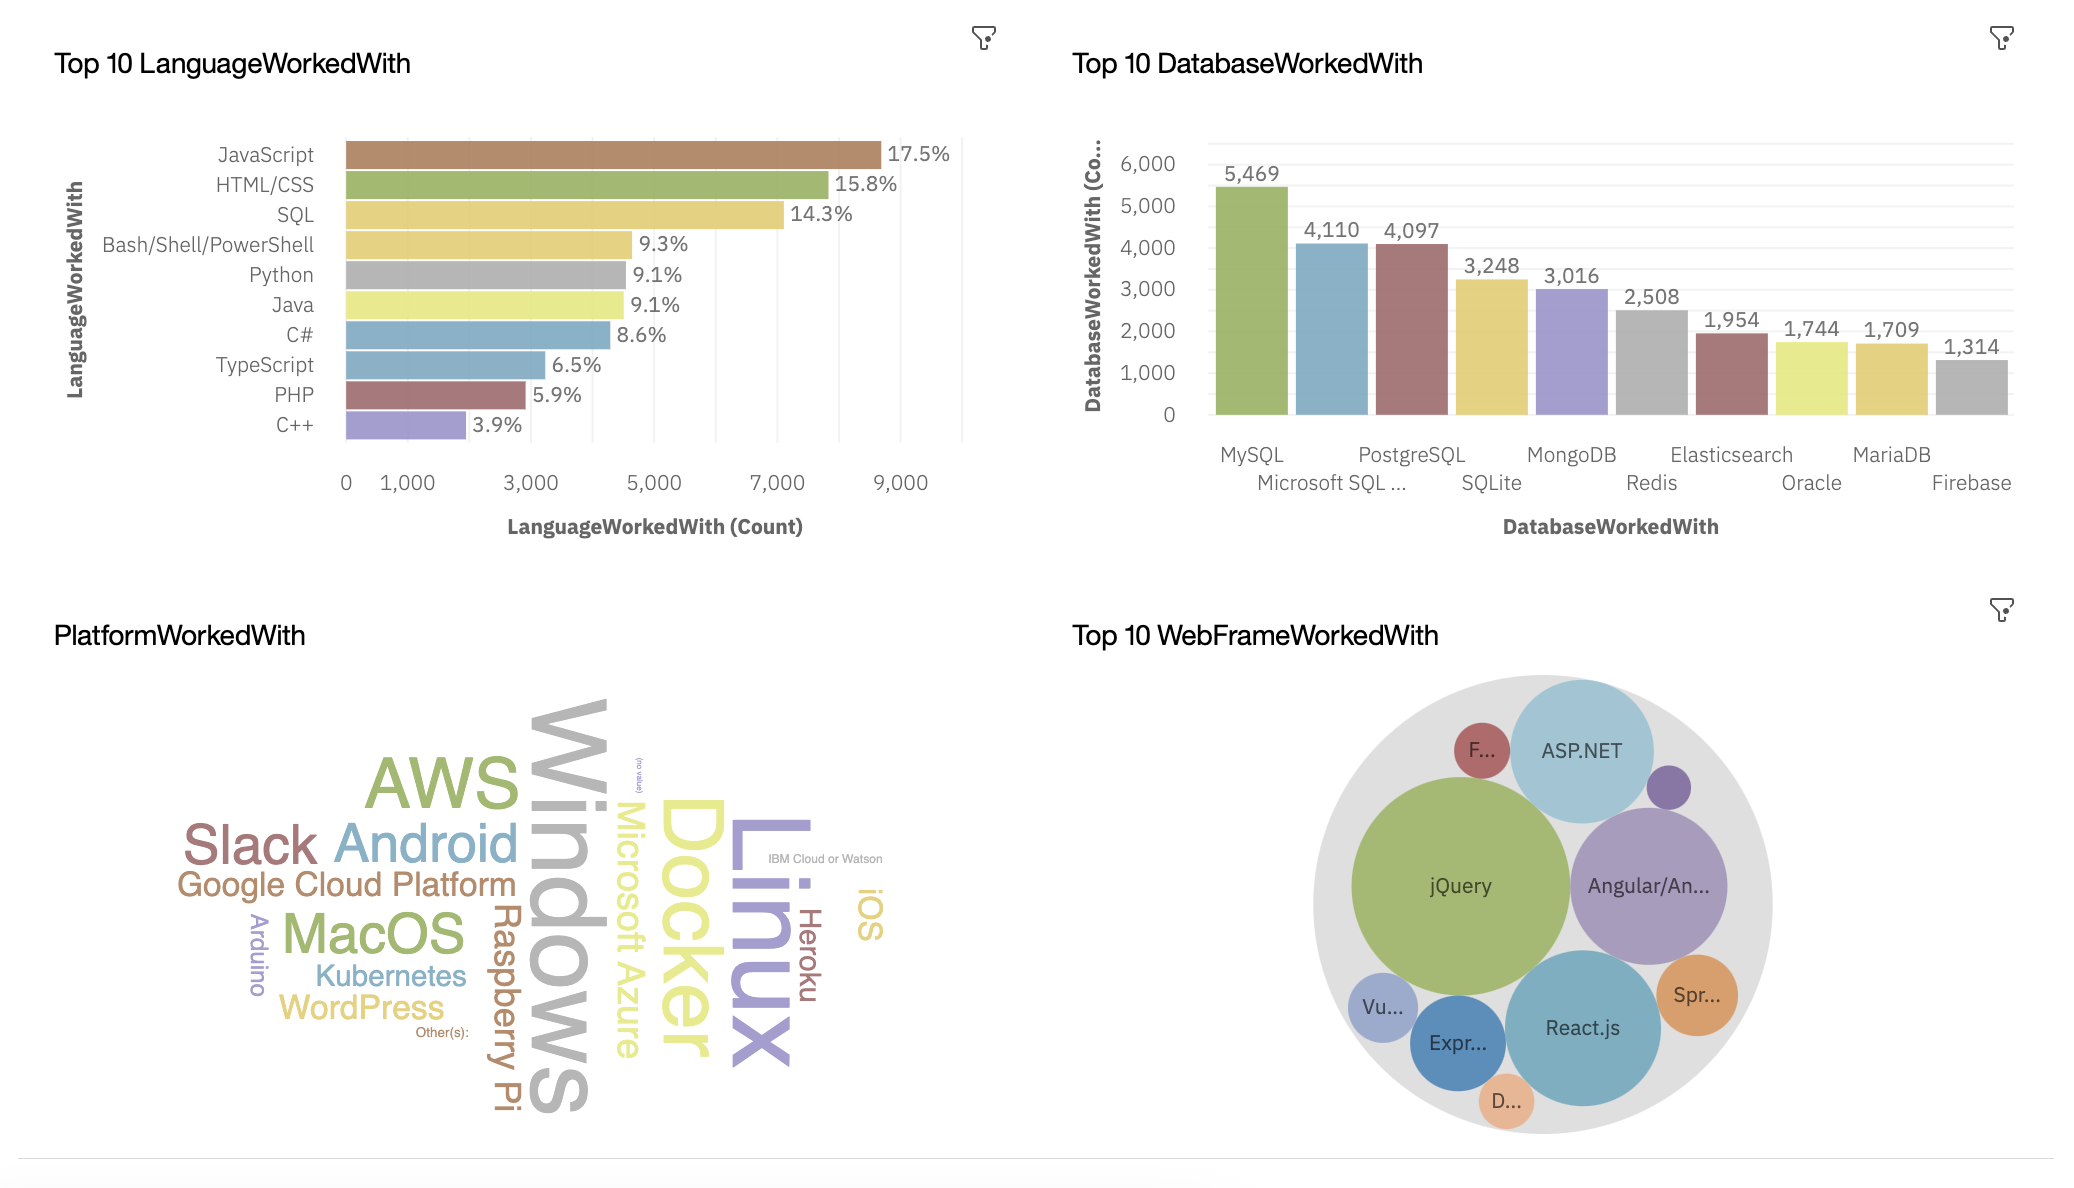 Top 10 LanguageWorkedWith
LanguageWorkedWith
JavaScript 17.5%
HTML/CSS 15.8%
SQL 14.3%
Bash/Shell/PowerShell 9.3%
Python 9.1%
Java 9.1%
C# 8.6%
TypeScript 6.5%
PHP 5.9%
C++ 3.9%
0 1,000 3,000 5,000 7,000 9,000
LanguageWorkedWith (Count)
Top 10 DatabaseWorkedWith
DatabaseWorkedWith (Co...
6,000
5,000
4,000
3,000
2,000
1,000
0
5,469
4,110
4,097
3,248
3,016
2,508
1,954
1,744
1,709
1,314
MySQL PostgreSQL MongoDB Elasticsearch MariaDB
Microsoft SQL ... SQLite Redis Oracle Firebase
DatabaseWorkedWith
PlatformWorkedWith
Windows
(no value)
AWS
Microsoft Azure
Docker
Linux
Slack
Android
IBM Cloud or Watson
Google Cloud Platform
iOS
Raspberry Pi
Heroku
Arduino
MacOS
Kubernetes
WordPress
Other(s):
Top 10 WebFrameWorkedWith
F...
ASP.NET
jQuery
Angular/An...
Vu...
Spr...
Expr...
React.js
D...